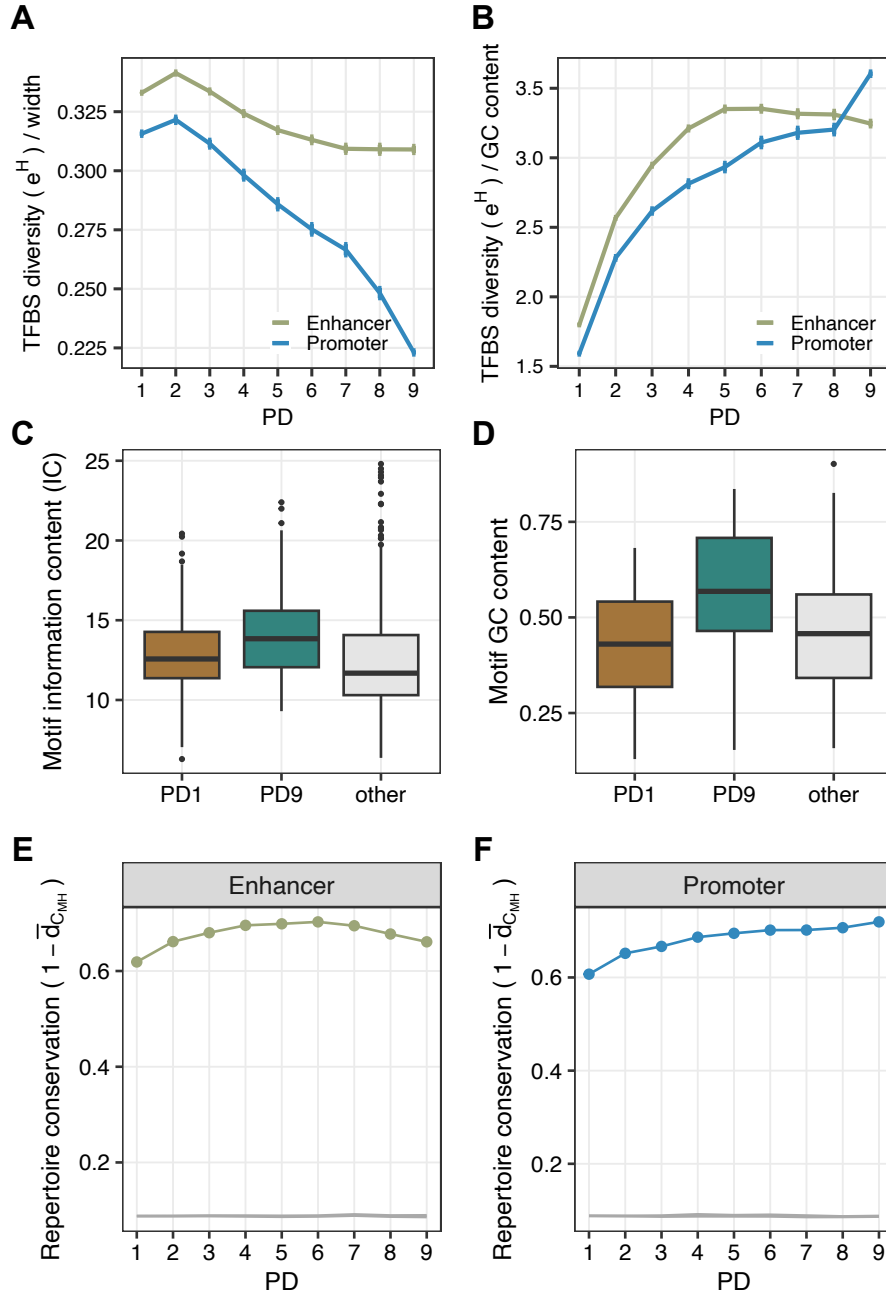 A
TFBS diversity ( e^H ) / width
0.325
0.300
0.275
0.250
0.225
Enhancer
Promoter
1 2 3 4 5 6 7 8 9
PD
B
TFBS diversity ( e^H ) / GC content
3.5
3.0
2.5
2.0
1.5
Enhancer
Promoter
1 2 3 4 5 6 7 8 9
PD
C
Motif information content (IC)
25
20
15
10
PD1 PD9 other
D
Motif GC content
0.75
0.50
0.25
PD1 PD9 other
E
Enhancer
Repertoire conservation ( 1 − d̅_C_MH )
0.6
0.4
0.2
1 2 3 4 5 6 7 8 9
PD
F
Promoter
Repertoire conservation ( 1 − d̅_C_MH )
0.6
0.4
0.2
1 2 3 4 5 6 7 8 9
PD